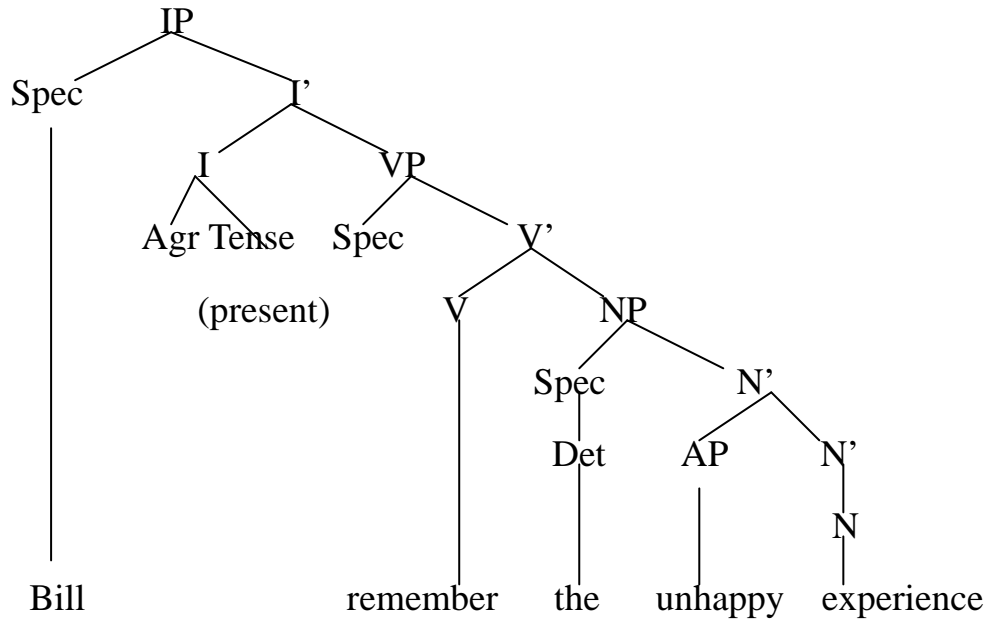 IP
Spec I’
I VP
Agr Tense Spec V’
(present) V NP
Spec N’
Det AP N’
N
Bill remember the unhappy experience